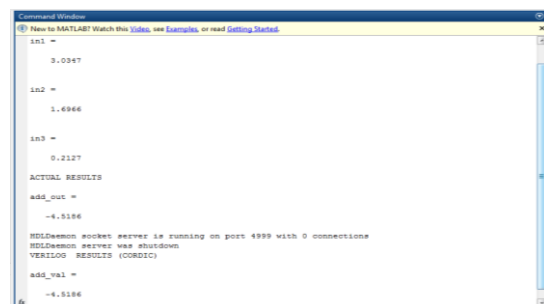 Command Window
New to MATLAB? Watch this Video, see Examples, or read Getting Started.
in1 =
3.0347
in2 =
1.6966
in3 =
0.2127
ACTUAL RESULTS
add_out =
-4.5186
HDLDaemon socket server is running on port 4999 with 0 connections
HDLDaemon server was shutdown
VERILOG RESULTS (CORDIC)
add_val =
-4.5186
fx